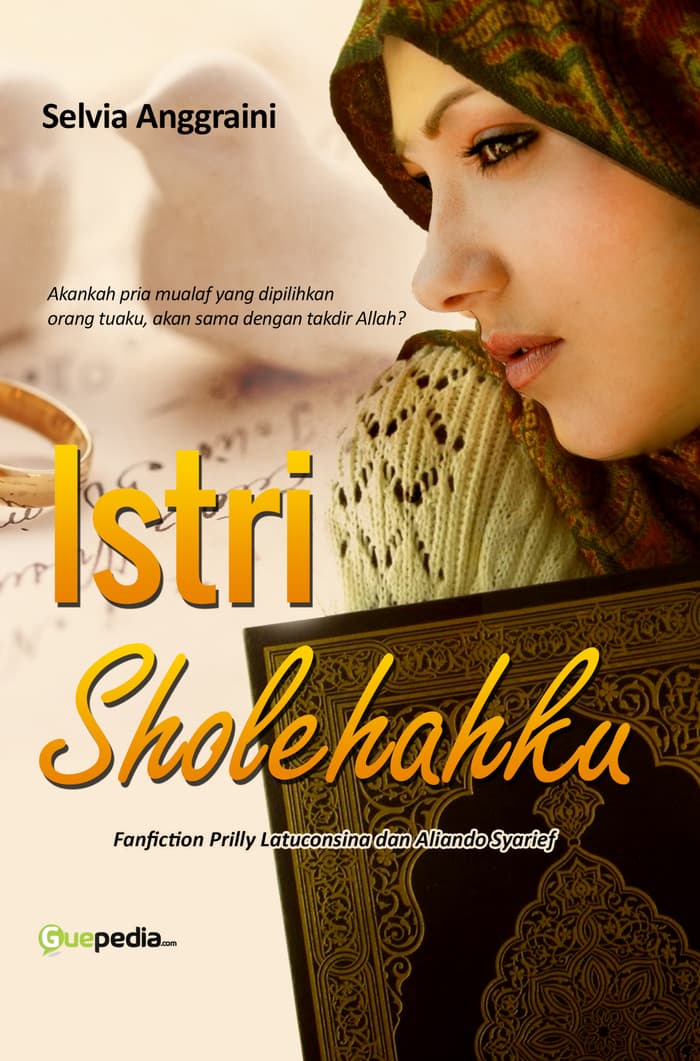 Selvia Anggraini
Akankah pria mualaf yang dipilihkan
orang tuaku, akan sama dengan takdir Allah?
Istri
Sholehahku
Fanfiction Prilly Latuconsina dan Aliando Syarief
Guepedia.com